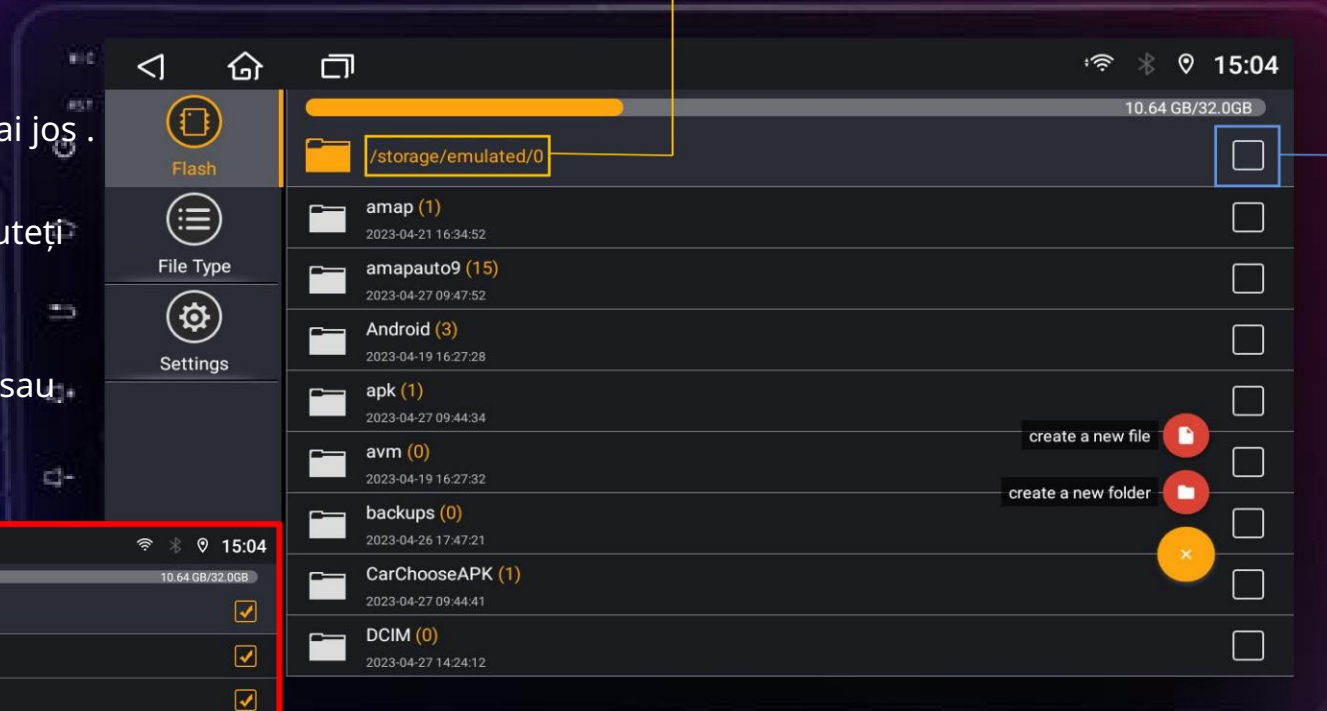 ai jos .
uteți
sau
RST
15:04
10.64 GB/32.0GB
Flash
File Type
Settings
/storage/emulated/0
amap (1)
2023-04-21 16:34:52
amapauto9 (15)
2023-04-27 09:47:52
Android (3)
2023-04-19 16:27:28
apk (1)
2023-04-27 09:44:34
avm (0)
2023-04-19 16:27:32
backups (0)
2023-04-26 17:47:21
CarChooseAPK (1)
2023-04-27 09:44:41
DCIM (0)
2023-04-27 14:24:12
create a new file
create a new folder
15:04
10.64 GB/32.0GB